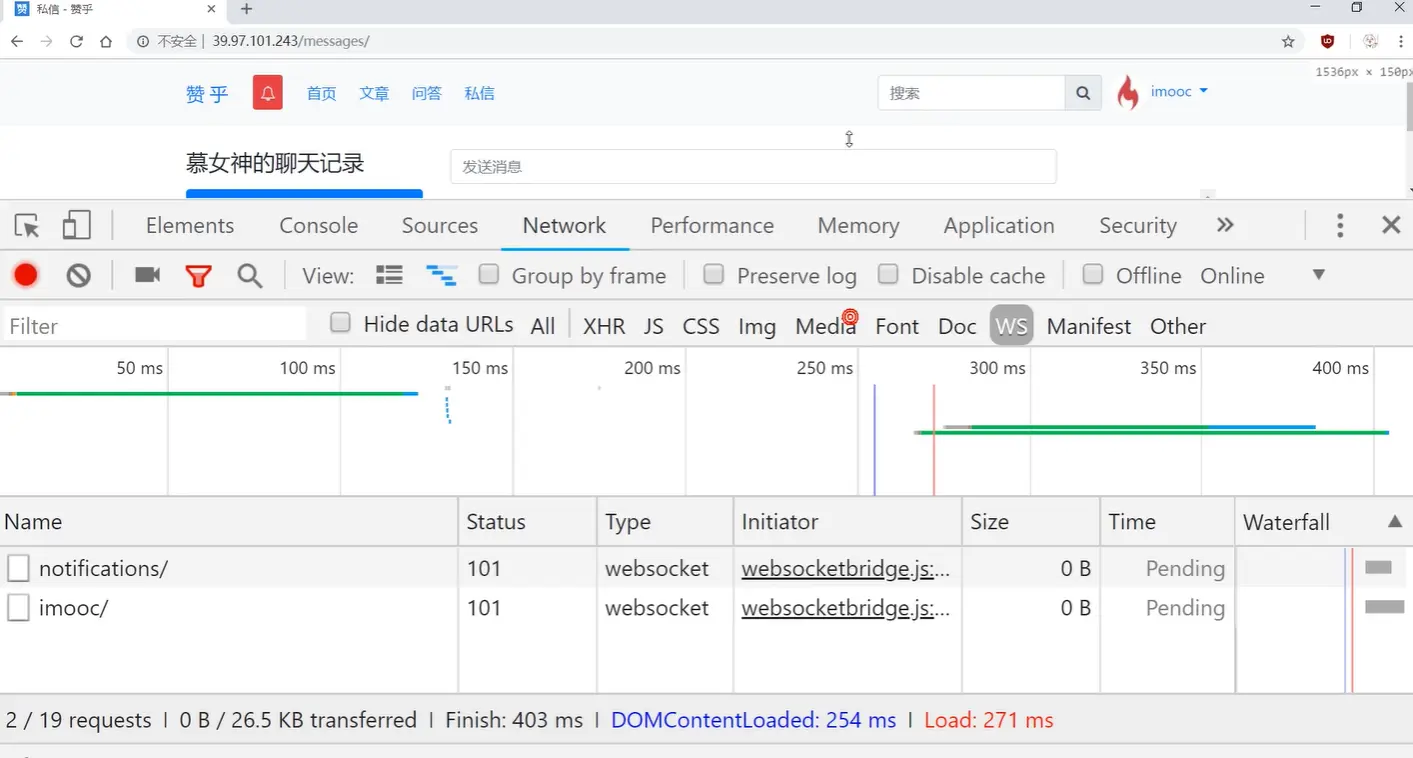 赞 私信 - 赞乎
不安全 | 39.97.101.243/messages/
1536px × 150px
赞乎 首页 文章 问答 私信 搜索 imooc
慕女神的聊天记录 发送消息
Elements Console Sources Network Performance Memory Application Security
View: Group by frame Preserve log Disable cache Offline Online
Filter Hide data URLs All XHR JS CSS Img Media Font Doc WS Manifest Other
50 ms 100 ms 150 ms 200 ms 250 ms 300 ms 350 ms 400 ms
Name Status Type Initiator Size Time Waterfall
notifications/ 101 websocket websocketbridge.js:... 0 B Pending
imooc/ 101 websocket websocketbridge.js:... 0 B Pending
2 / 19 requests | 0 B / 26.5 KB transferred | Finish: 403 ms | DOMContentLoaded: 254 ms | Load: 271 ms